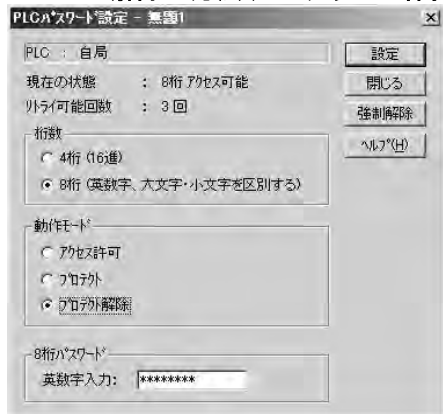 PLCパスワード設定 - 無題1
PLC : 自局
現在の状態 : 8桁 アクセス可能
リトライ可能回数 : 3回
桁数
4桁 (16進)
8桁 (英数字、大文字・小文字を区別する)
動作モード
アクセス許可
プロテクト
プロテクト解除
8桁パスワード
英数字入力: ********
設定
閉じる
強制解除
ヘルプ(H)